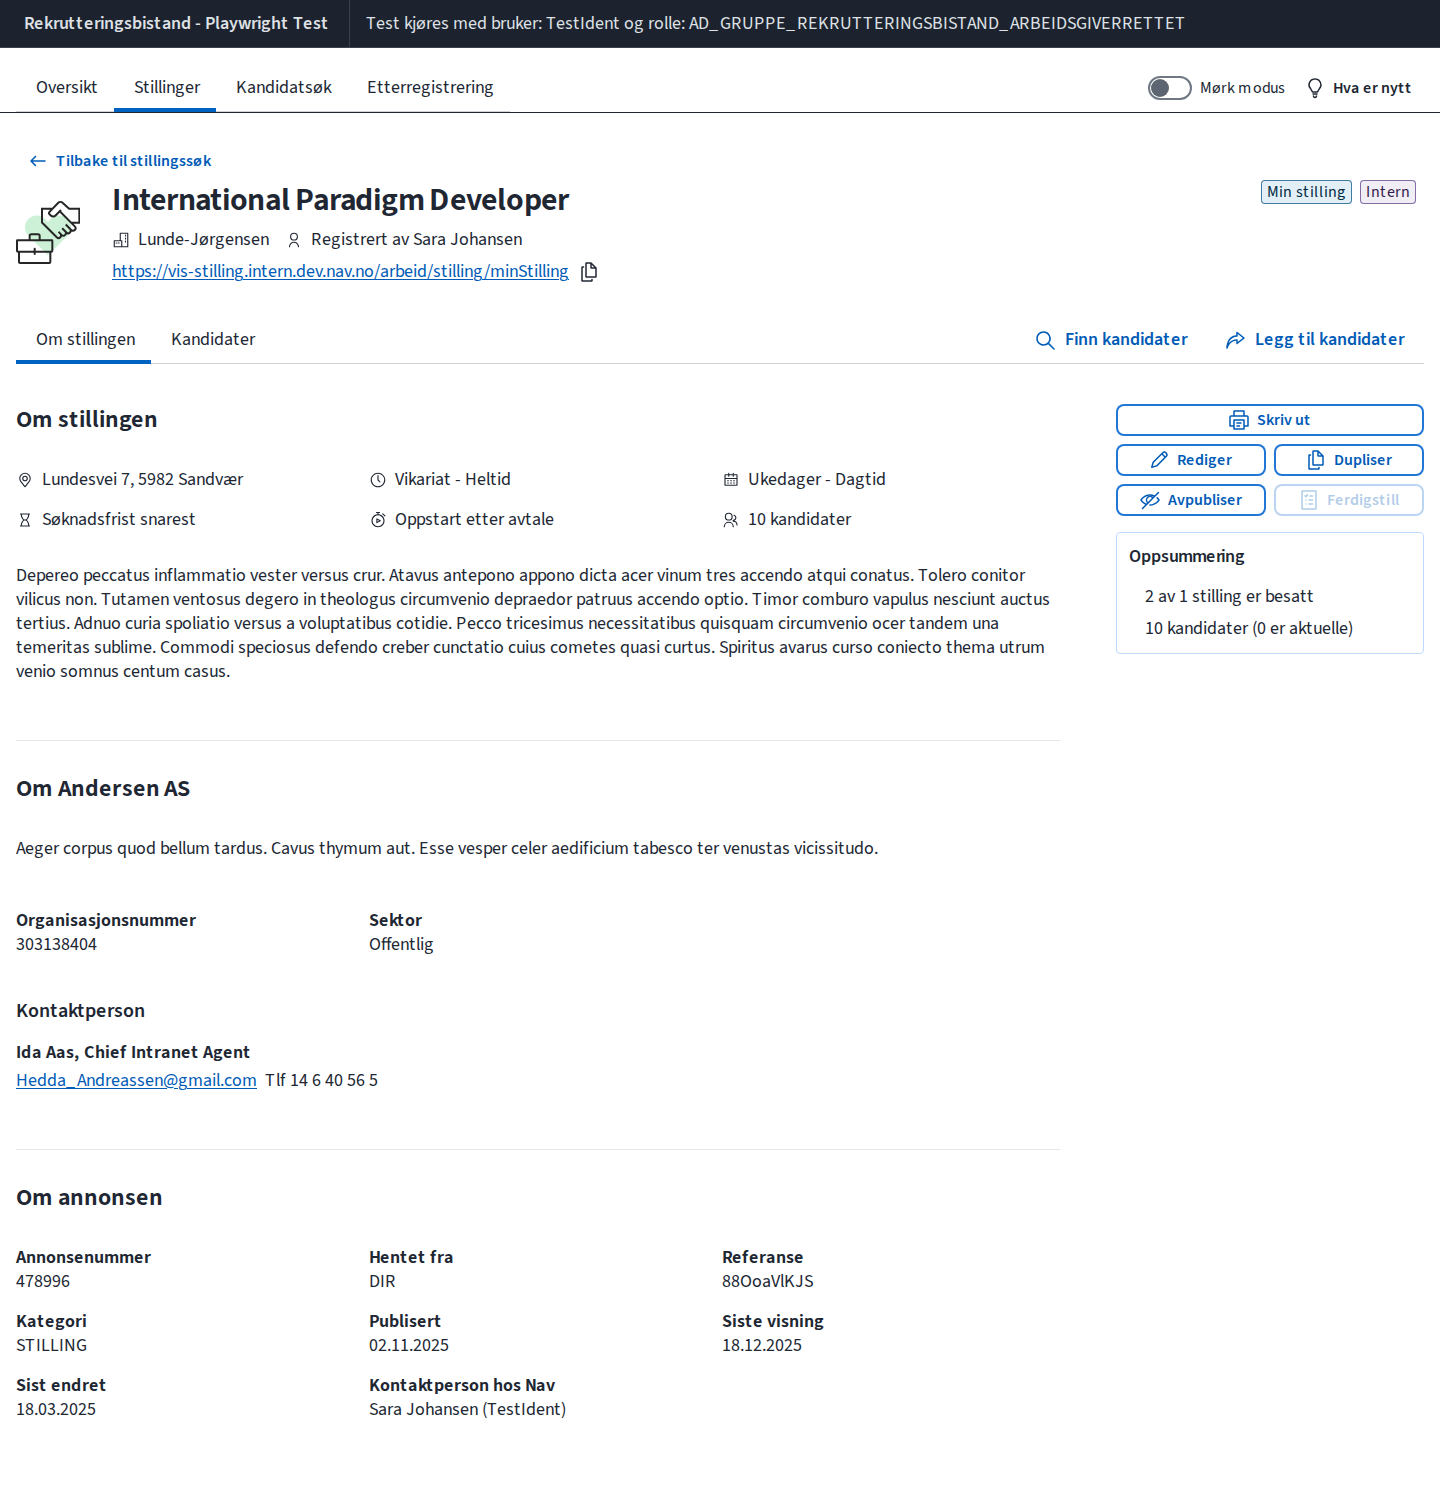 Rekrutteringsbistand - Playwright Test
Test kjøres med bruker: TestIdent og rolle: AD_GRUPPE_REKRUTTERINGSBISTAND_ARBEIDSGIVERRETTET
Oversikt
Stillinger
Kandidatsøk
Etterregistrering
Mørk modus
Hva er nytt
Tilbake til stillingssøk
International Paradigm Developer
Min stilling
Intern
Lunde-Jørgensen
Registrert av Sara Johansen
https://vis-stilling.intern.dev.nav.no/arbeid/stilling/minStilling
Om stillingen
Kandidater
Finn kandidater
Legg til kandidater
Om stillingen
Lundesvei 7, 5982 Sandvær
Vikariat - Heltid
Ukedager - Dagtid
Søknadsfrist snarest
Oppstart etter avtale
10 kandidater
Depereo peccatus inflammatio vester versus crur. Atavus antepono appono dicta acer vinum tres accendo atqui conatus. Tolero conitor
vilicus non. Tutamen ventosus degero in theologus circumvenio depraedor patruus accendo optio. Timor comburo vapulus nesciunt auctus
tertius. Adnuo curia spoliatio versus a voluptatibus cotidie. Pecco tricesimus necessitatibus quisquam circumvenio ocer tandem una
temeritas sublime. Commodi speciosus defendo creber cunctatio cuius cometes quasi curtus. Spiritus avarus curso coniecto thema utrum
venio somnus centum casus.
Skriv ut
Rediger
Dupliser
Avpubliser
Ferdigstill
Oppsummering
2 av 1 stilling er besatt
10 kandidater (0 er aktuelle)
Om Andersen AS
Aeger corpus quod bellum tardus. Cavus thymum aut. Esse vesper celer aedificium tabesco ter venustas vicissitudo.
Organisasjonsnummer
303138404
Sektor
Offentlig
Kontaktperson
Ida Aas, Chief Intranet Agent
Hedda_Andreassen@gmail.com Tlf 14 6 40 56 5
Om annonsen
Annonsenummer
478996
Hentet fra
DIR
Referanse
88OoaVlKJS
Kategori
STILLING
Publisert
02.11.2025
Siste visning
18.12.2025
Sist endret
18.03.2025
Kontaktperson hos Nav
Sara Johansen (TestIdent)